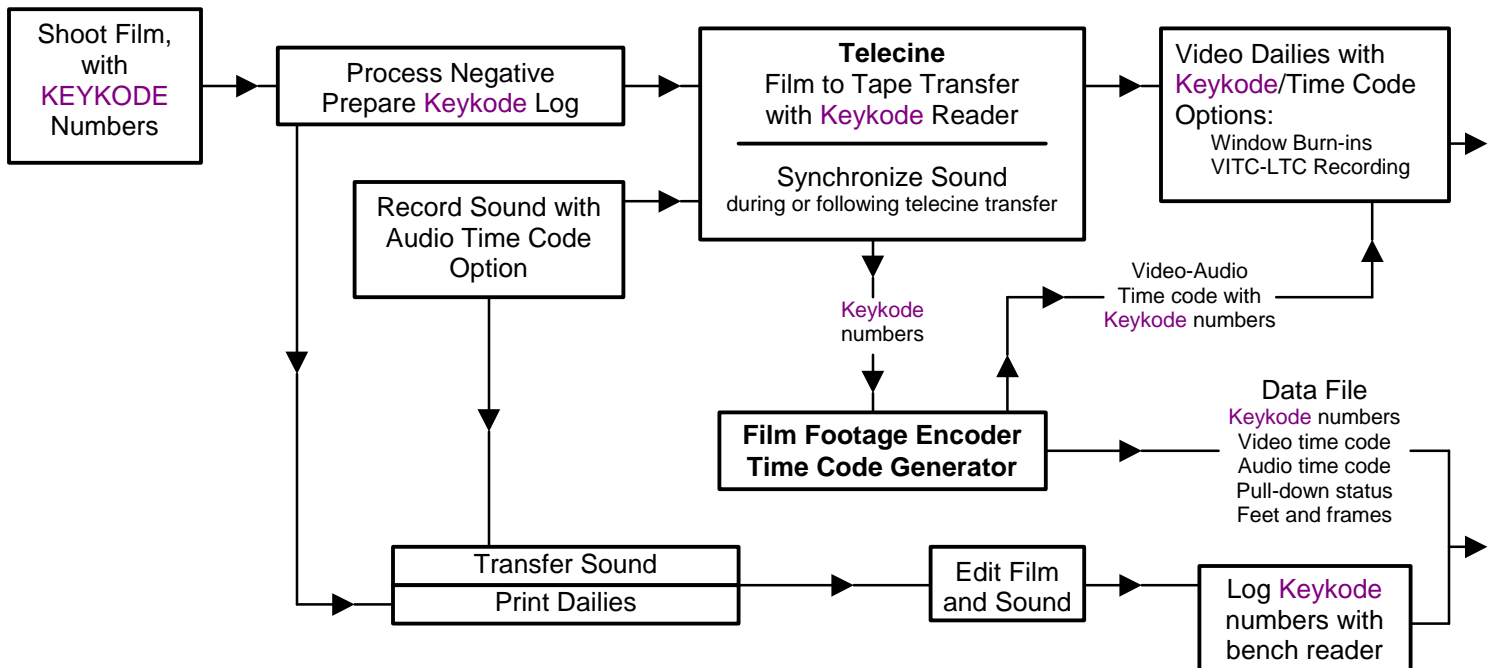 Shoot Film,
with
KEYKODE
Numbers
Process Negative
Prepare Keykode Log
Telecine
Film to Tape Transfer
with Keykode Reader
Synchronize Sound
during or following telecine transfer
Video Dailies with
Keykode/Time Code
Options:
Window Burn-ins
VITC-LTC Recording
Record Sound with
Audio Time Code
Option
Keykode
numbers
Video-Audio
Time code with
Keykode numbers
Film Footage Encoder
Time Code Generator
Data File
Keykode numbers
Video time code
Audio time code
Pull-down status
Feet and frames
Transfer Sound
Print Dailies
Edit Film
and Sound
Log Keykode
numbers with
bench reader